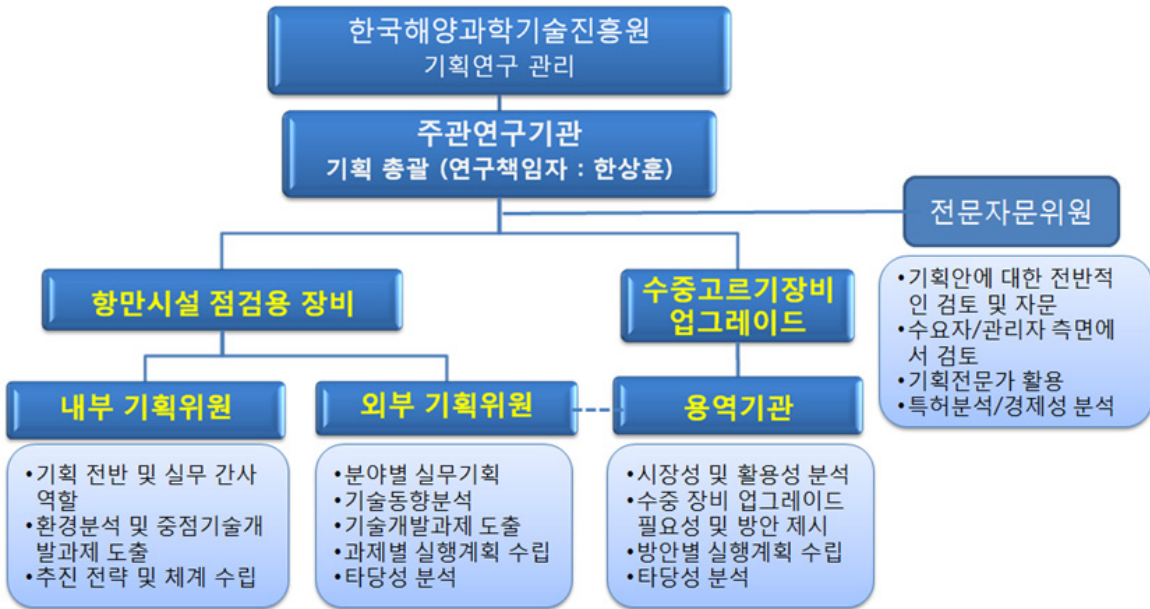 한국해양과학기술진흥원
기획연구 관리
주관연구기관
기획 총괄 (연구책임자 : 한상훈)
전문자문위원
•기획안에 대한 전반적
인 검토 및 자문
•수요자/관리자 측면에
서 검토
•기획전문가 활용
•특허분석/경제성 분석
항만시설 점검용 장비
수중고르기장비
업그레이드
내부 기획위원
외부 기획위원
용역기관
•기획 전반 및 실무 간사
역할
•환경분석 및 중점기술개
발과제 도출
•추진 전략 및 체계 수립
•분야별 실무기획
•기술동향분석
•기술개발과제 도출
•과제별 실행계획 수립
•타당성 분석
•시장성 및 활용성 분석
•수중 장비 업그레이드
필요성 및 방안 제시
•방안별 실행계획 수립
•타당성 분석